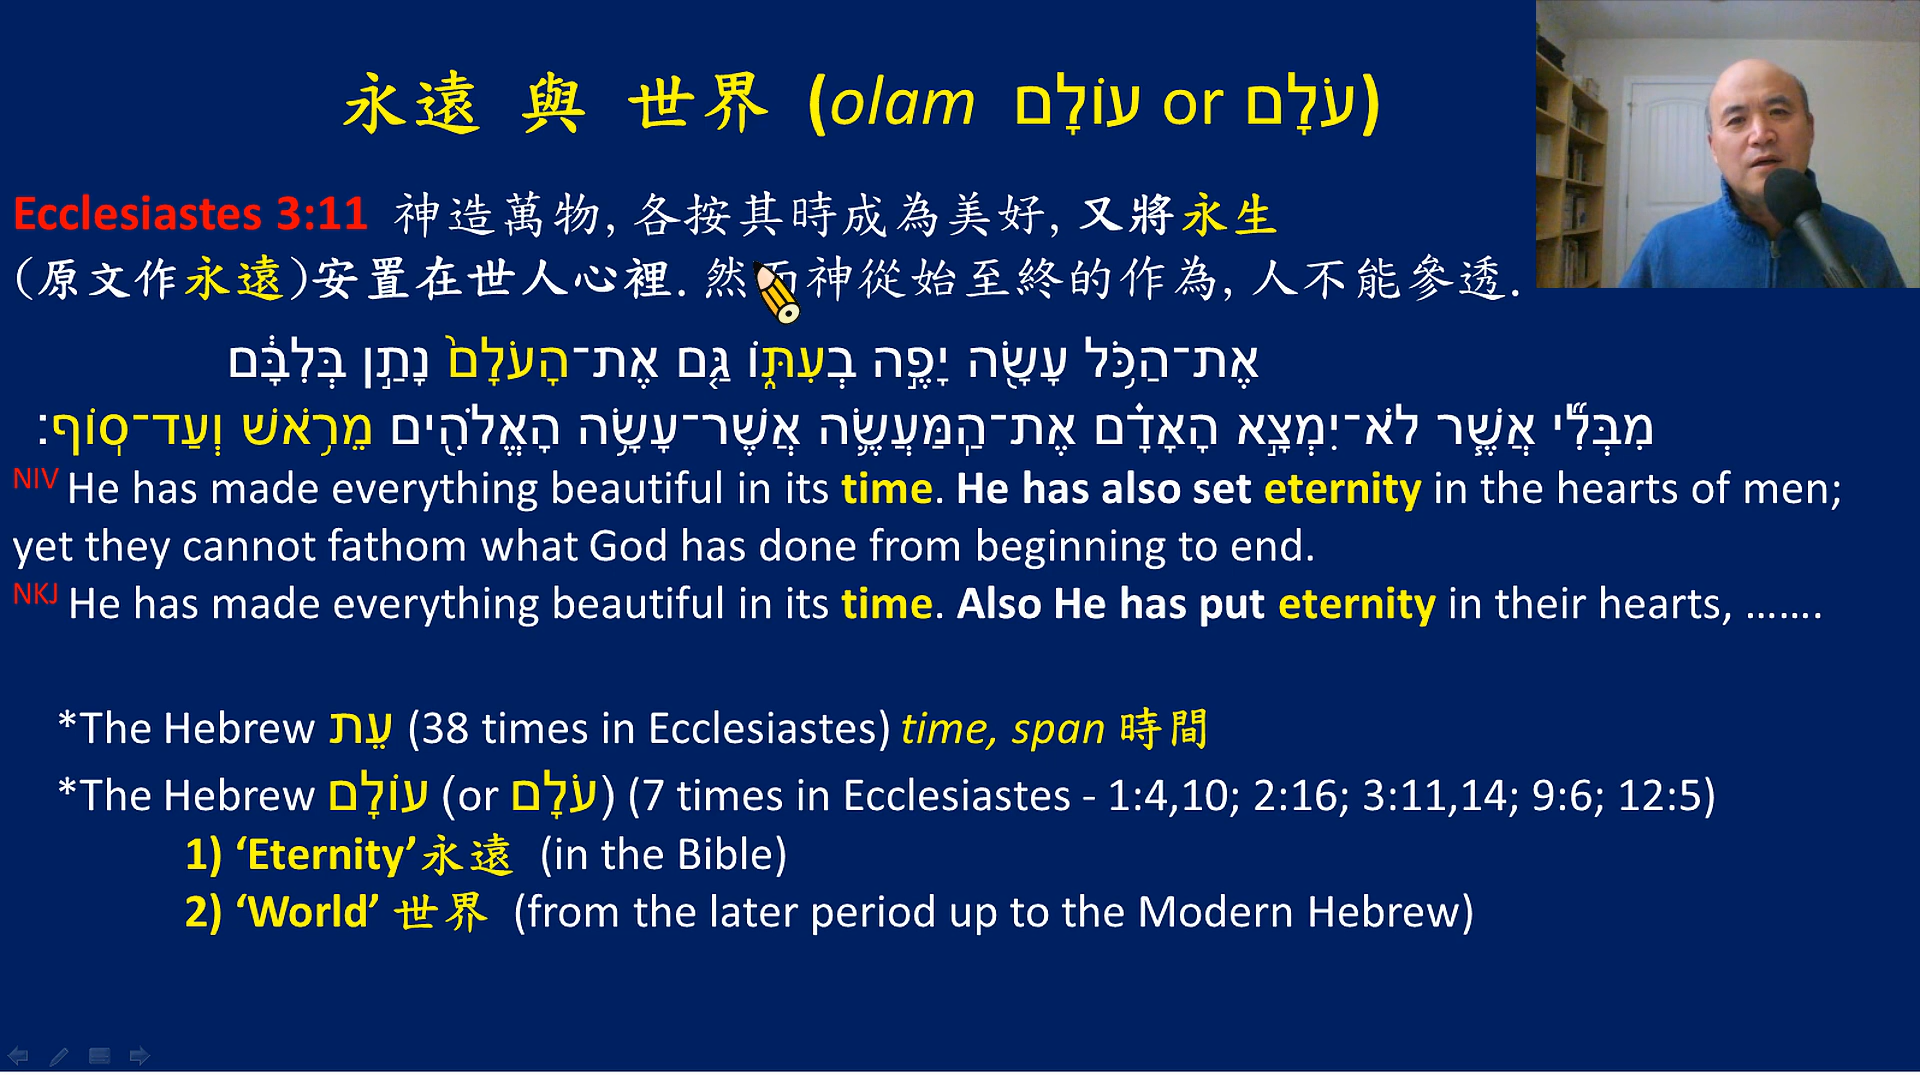 永遠 與 世界 (olam עוֹלָם or עֹלָם)
Ecclesiastes 3:11 神造萬物, 各按其時成為美好, 又將永生
(原文作永遠)安置在世人心裡. 然而神從始至終的作為, 人不能參透.
אֶת־הַכֹּ֥ל עָשָׂ֖ה יָפֶ֣ה בְעִתּ֑וֹ גַּ֤ם אֶת־הָעֹלָם֙ נָתַ֣ן בְּלִבָּ֔ם
מִבְּלִ֞י אֲשֶׁ֧ר לֹא־יִמְצָ֣א הָאָדָ֗ם אֶת־הַֽמַּעֲשֶׂ֛ה אֲשֶׁר־עָשָׂ֥ה הָאֱלֹהִ֖ים מֵרֹ֥אשׁ וְעַד־סֽוֹף׃
NIV He has made everything beautiful in its time. He has also set eternity in the hearts of men;
yet they cannot fathom what God has done from beginning to end.
NKJ He has made everything beautiful in its time. Also He has put eternity in their hearts, …….
*The Hebrew עֵת (38 times in Ecclesiastes) time, span 時間
*The Hebrew עוֹלָם (or עֹלָם) (7 times in Ecclesiastes - 1:4,10; 2:16; 3:11,14; 9:6; 12:5)
1) ‘Eternity’永遠 (in the Bible)
2) ‘World’ 世界 (from the later period up to the Modern Hebrew)